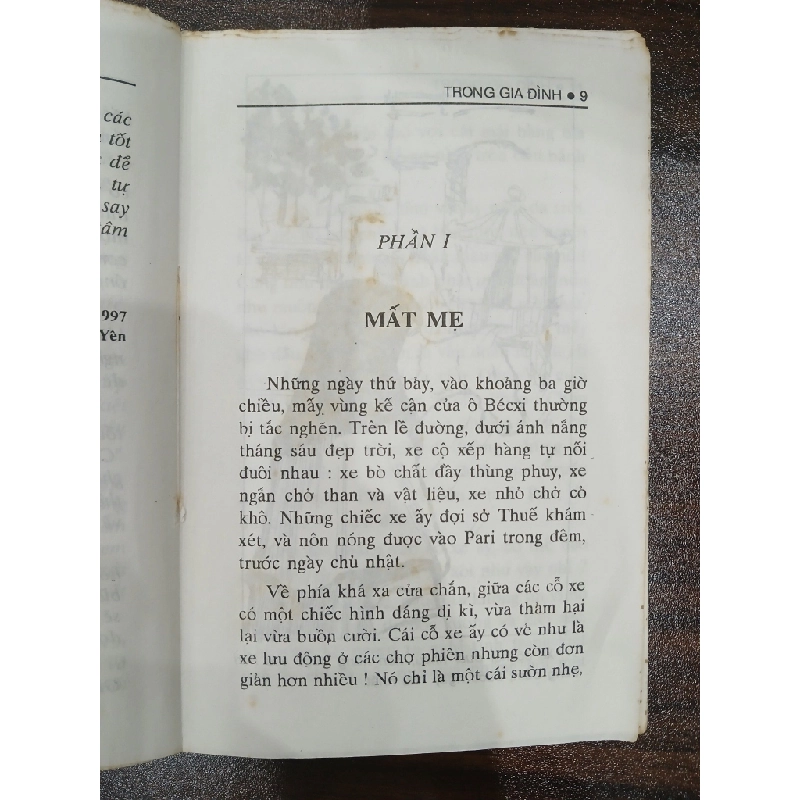 các
tốt
để
tự
say
997
Yên
TRONG GIA ĐÌNH ● 9
PHẦN I
MẤT MẸ
Những ngày thứ bảy, vào khoảng ba giờ
chiều, mấy vùng kế cận của ô Bécxi thường
bị tắc nghẽn. Trên lề đường, dưới ánh nắng
tháng sáu đẹp trời, xe cộ xếp hàng tự nối
đuôi nhau : xe bò chất đầy thùng phuy, xe
ngắn chở than và vật liệu, xe nhỏ chở cỏ
khô. Những chiếc xe ấy đợi sở Thuế khám
xét, và nôn nóng được vào Pari trong đêm,
trước ngày chủ nhật.
Về phía khá xa cửa chắn, giữa các cỗ xe
có một chiếc hình dáng dị kì, vừa thảm hại
lại vừa buồn cười. Cái cỗ xe ấy có vẻ như là
xe lưu động ở các chợ phiên nhưng còn đơn
giản hơn nhiều ! Nó chỉ là một cái sườn nhẹ,